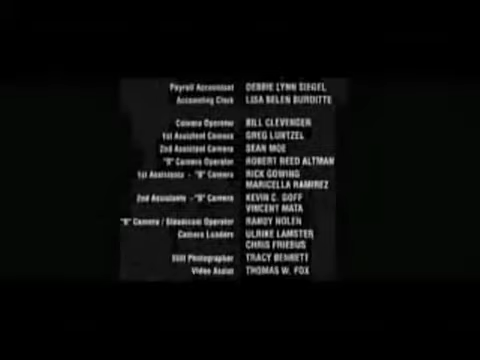 Payroll Accountant DEBBIE LYNN SIEGEL
Accounting Clerk LISA BELEN BURDITTE
Camera Operator BILL CLEVENGER
1st Assistant Camera GREG LUNTZEL
2nd Assistant Camera SEAN MOE
"B" Camera Operator ROBERT REED ALTMAN
1st Assistants - "B" Camera RICK GOWING
MARICELLA RAMIREZ
2nd Assistants - "B" Camera KEVIN C. GOFF
VINCENT MATA
Camera / Steadicam Operator RANDY NOLEN
Camera Loaders ULRIKE LAMSTER
CHRIS FRIEBUS
Still Photographer TRACY BENNETT
Video Assist THOMAS W. FOX